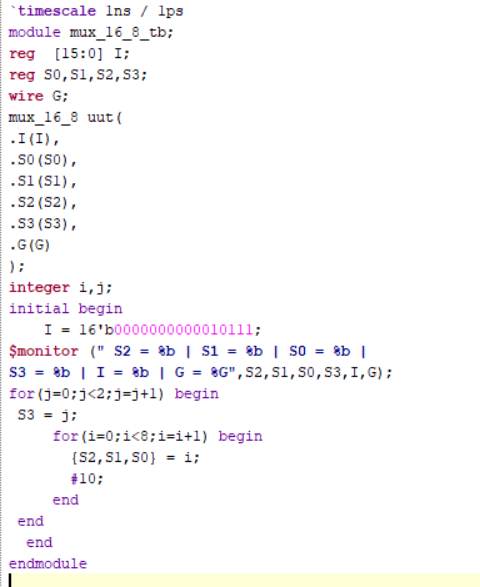 `timescale 1ns / 1ps
module mux_16_8_tb;
reg  [15:0] I;
reg S0,S1,S2,S3;
wire G;
mux_16_8 uut(
.I(I),
.S0(S0),
.S1(S1),
.S2(S2),
.S3(S3),
.G(G)
);
integer i,j;
initial begin
    I = 16'b0000000000010111;
$monitor (" S2 = %b | S1 = %b | S0 = %b |
S3 = %b | I = %b | G = %G",S2,S1,S0,S3,I,G);
for(j=0;j<2;j=j+1) begin
 S3 = j;
     for(i=0;i<8;i=i+1) begin
       {S2,S1,S0} = i;
       #10;
     end
 end
  end
endmodule